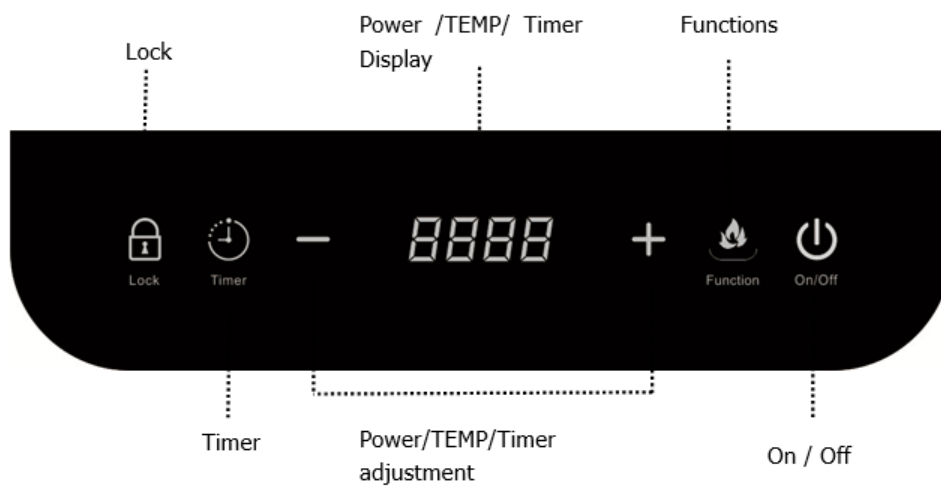 Lock
Power /TEMP/ Timer
Display
Functions
8888
Lock
Timer
Function
On/Off
Timer
Power/TEMP/Timer
adjustment
On / Off